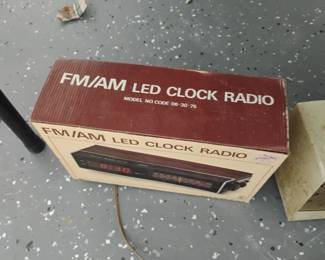 FM/AM LED CLOCK RADIO
MODEL NO CODE 06-30-75
FM/AM LED CLOCK RADIO